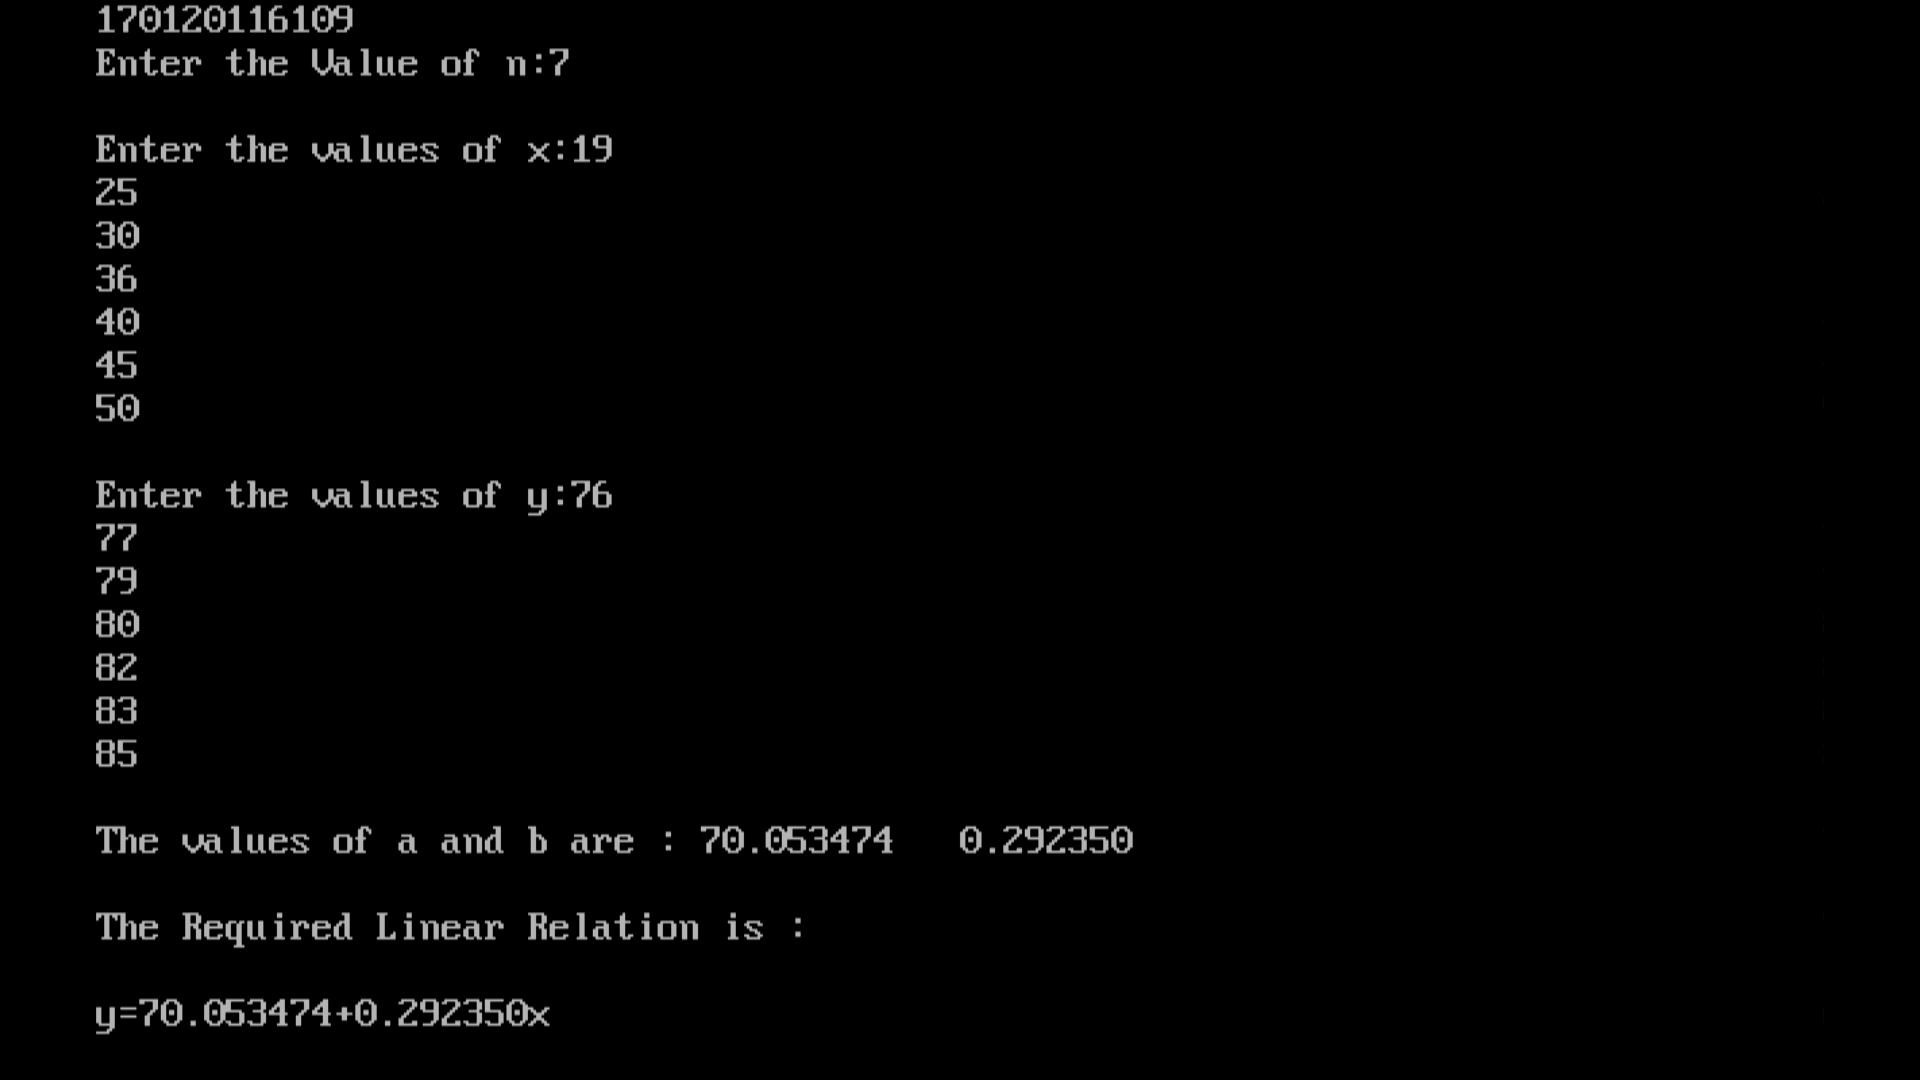 170120116109
Enter the Value of n:7
Enter the values of x:19
25
30
36
40
45
50
Enter the values of y:76
77
79
80
82
83
85
The values of a and b are : 70.053474   0.292350
The Required Linear Relation is :
y=70.053474+0.292350x